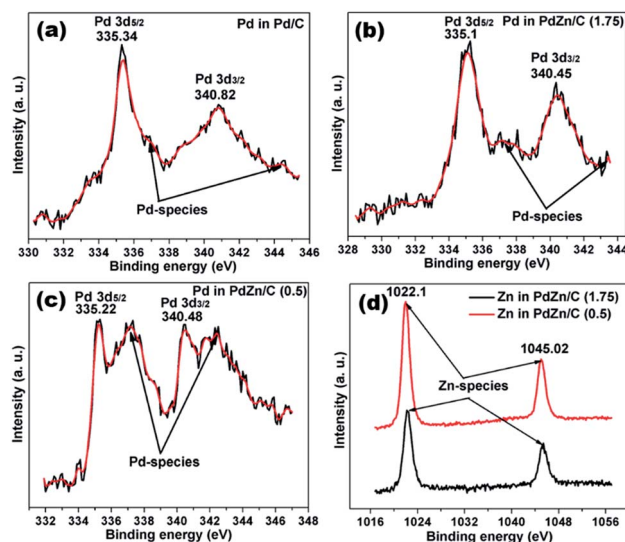 (a)
Pd in Pd/C
Pd 3d5/2
335.34
Pd 3d3/2
340.82
Pd-species
Intensity (a. u.)
330 332 334 336 338 340 342 344 346
Binding energy (eV)
(b)
Pd in PdZn/C (1.75)
Pd 3d5/2
335.1
Pd 3d3/2
340.45
Pd-species
Intensity (a. u.)
328 330 332 334 336 338 340 342 344
Binding energy (eV)
(c)
Pd in PdZn/C (0.5)
Pd 3d5/2
335.22
Pd 3d3/2
340.48
Pd-species
Intensity (a. u.)
332 334 336 338 340 342 344 346 348
Binding energy (eV)
(d)
1022.1
Zn in PdZn/C (1.75)
Zn in PdZn/C (0.5)
1045.02
Zn-species
Intensity (a. u.)
1016 1024 1032 1040 1048 1056
Binding energy (eV)